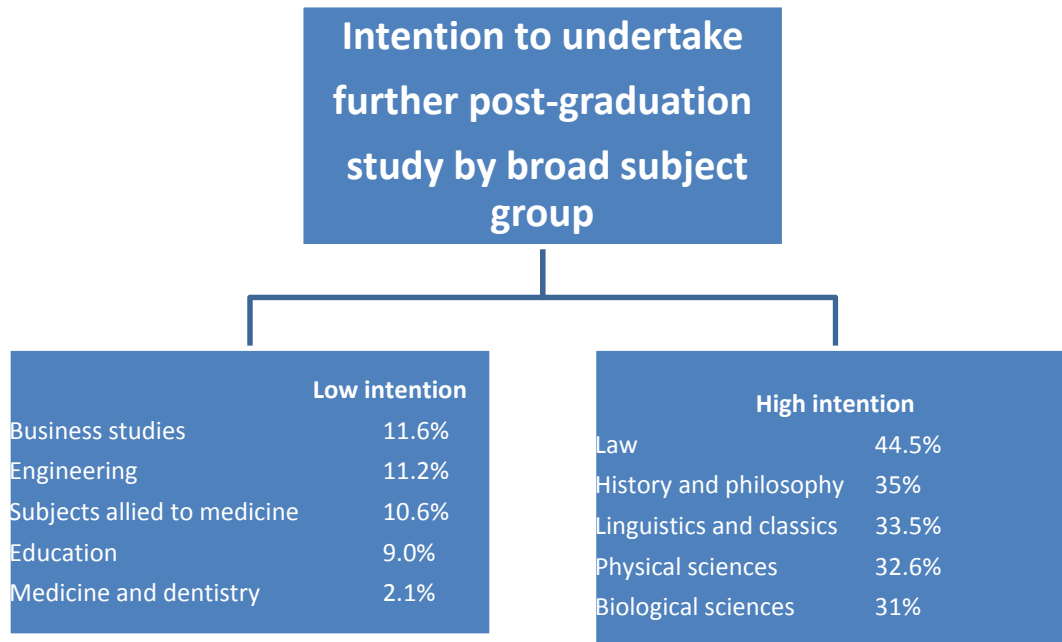 Intention to undertake
further post-graduation
study by broad subject
group
Low intention
Business studies 11.6%
Engineering 11.2%
Subjects allied to medicine 10.6%
Education 9.0%
Medicine and dentistry 2.1%
High intention
Law 44.5%
History and philosophy 35%
Linguistics and classics 33.5%
Physical sciences 32.6%
Biological sciences 31%